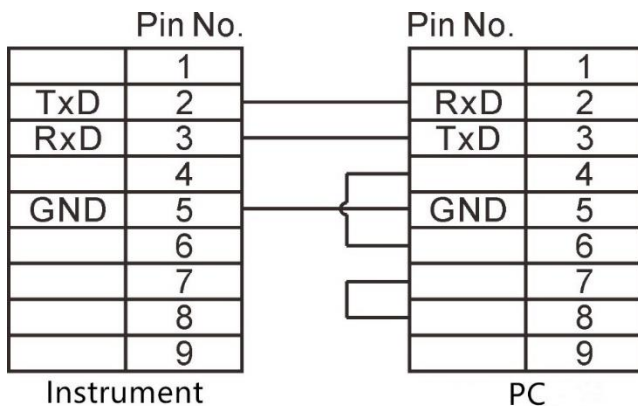 Pin No. Pin No.
1 1
TxD 2 RxD 2
RxD 3 TxD 3
4 4
GND 5 GND 5
6 6
7 7
8 8
9 9
Instrument PC